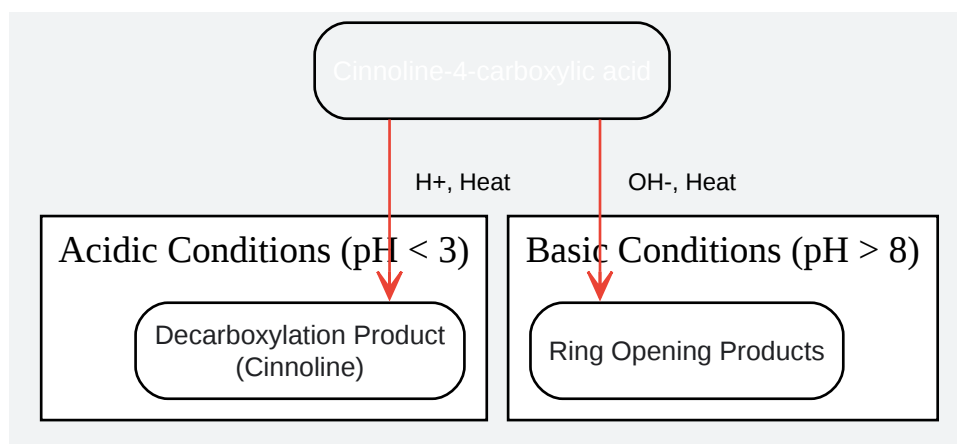 Cinnoline-4-carboxylic acid
H+, Heat
OH-, Heat
Acidic Conditions (pH < 3)
Basic Conditions (pH > 8)
Decarboxylation Product
(Cinnoline)
Ring Opening Products